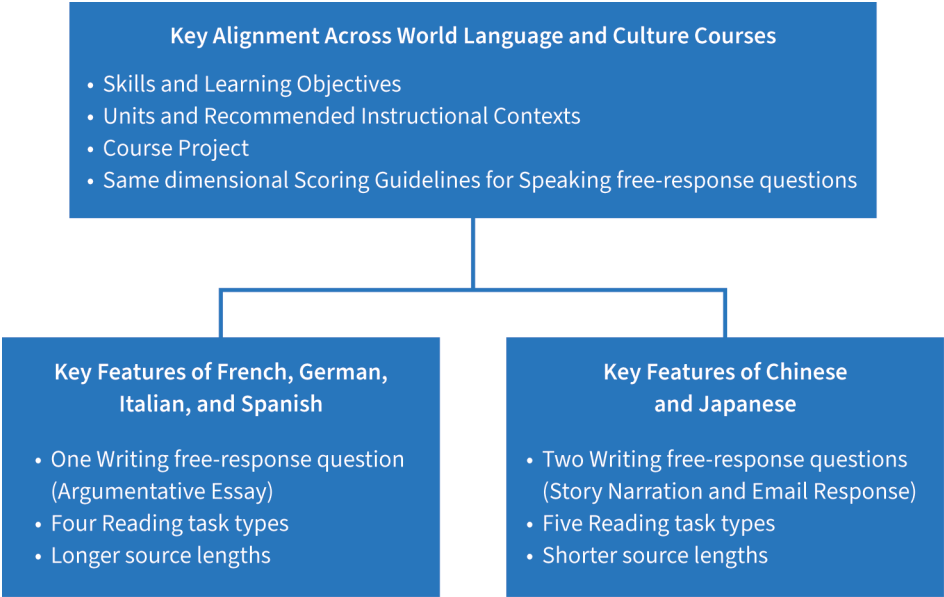 Key Alignment Across World Language and Culture Courses
• Skills and Learning Objectives
• Units and Recommended Instructional Contexts
• Course Project
• Same dimensional Scoring Guidelines for Speaking free-response questions
Key Features of French, German,
Italian, and Spanish
• One Writing free-response question
(Argumentative Essay)
• Four Reading task types
• Longer source lengths
Key Features of Chinese
and Japanese
• Two Writing free-response questions
(Story Narration and Email Response)
• Five Reading task types
• Shorter source lengths